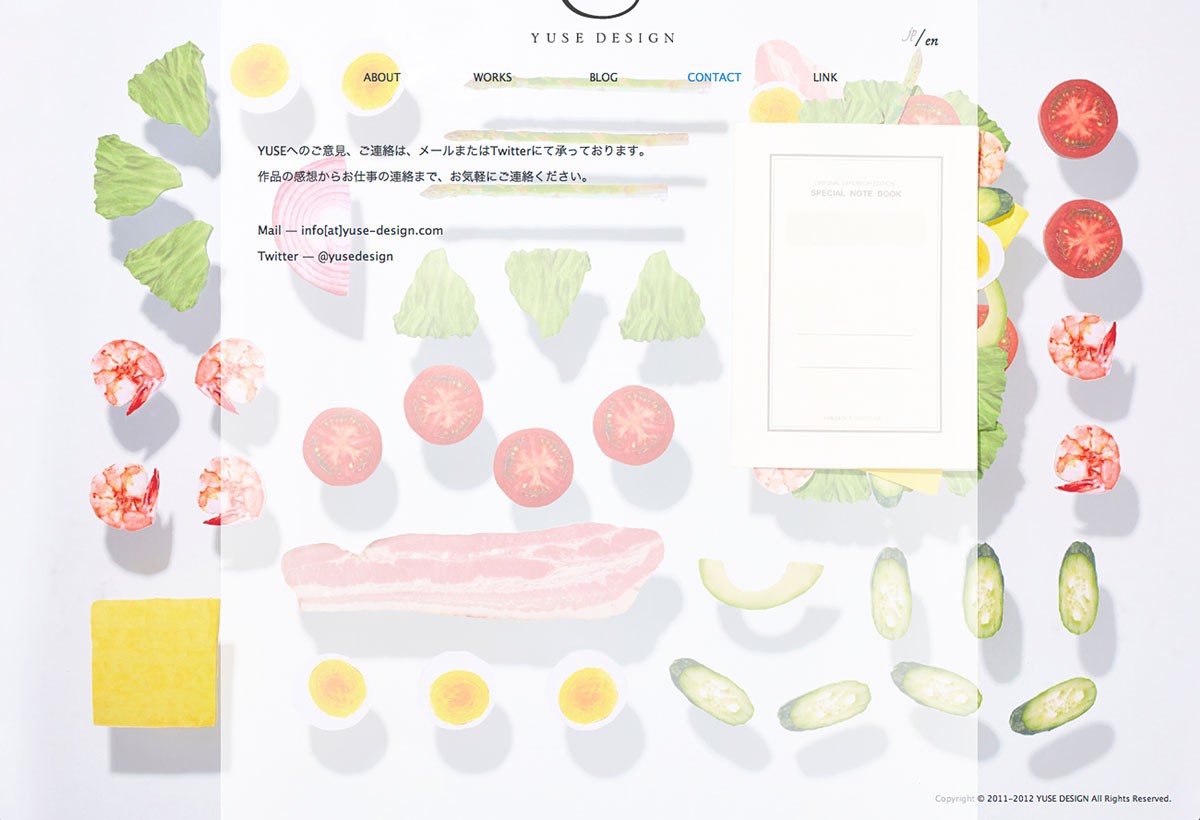 YUSE DESIGN
jp/en
ABOUT WORKS BLOG CONTACT LINK
YUSEへのご意見、ご連絡は、メールまたはTwitterにて承っております。
作品の感想からお仕事の連絡まで、お気軽にご連絡ください。
Mail — info[at]yuse-design.com
Twitter — @yusedesign
ORIGINAL SANDWICH EDITION
SPECIAL NOTE BOOK
Copyright © 2011-2012 YUSE DESIGN All Rights Reserved.